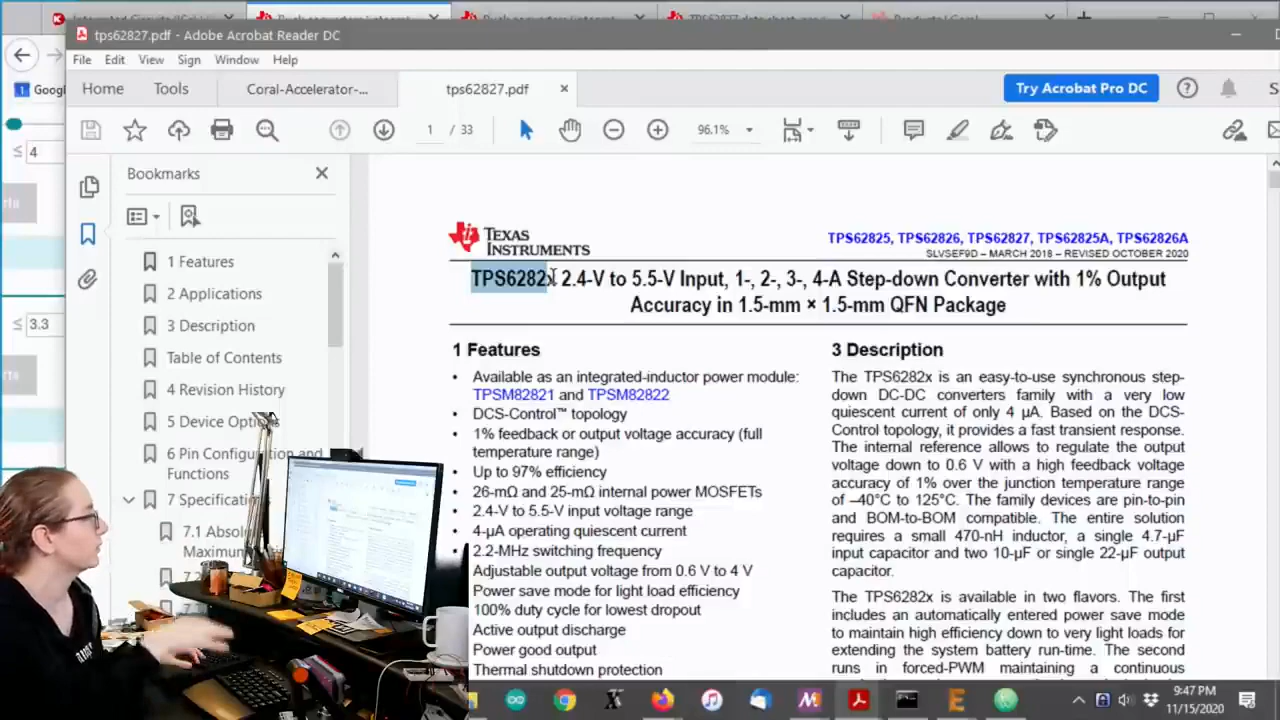 tps62827.pdf - Adobe Acrobat Reader DC
File Edit View Sign Window Help
Home Tools Coral-Accelerator-... tps62827.pdf
Try Acrobat Pro DC
1 / 33 96.1%
Googl
≤ 4
≤ 3.3
Bookmarks
1 Features
2 Applications
3 Description
Table of Contents
4 Revision History
5 Device Options
6 Pin Configuration and
Functions
7 Specificati
7.1 Absol
Maximum
TEXAS
INSTRUMENTS
TPS62825, TPS62826, TPS62827, TPS62825A, TPS62826A
SLVSEF9D – MARCH 2018 – REVISED OCTOBER 2020
TPS6282x 2.4-V to 5.5-V Input, 1-, 2-, 3-, 4-A Step-down Converter with 1% Output
Accuracy in 1.5-mm × 1.5-mm QFN Package
1 Features
• Available as an integrated-inductor power module:
TPSM82821 and TPSM82822
• DCS-Control™ topology
• 1% feedback or output voltage accuracy (full
temperature range)
• Up to 97% efficiency
• 26-mΩ and 25-mΩ internal power MOSFETs
• 2.4-V to 5.5-V input voltage range
• 4-µA operating quiescent current
• 2.2-MHz switching frequency
Adjustable output voltage from 0.6 V to 4 V
Power save mode for light load efficiency
100% duty cycle for lowest dropout
Active output discharge
Power good output
Thermal shutdown protection
3 Description
The TPS6282x is an easy-to-use synchronous step-
down DC-DC converters family with a very low
quiescent current of only 4 µA. Based on the DCS-
Control topology, it provides a fast transient response.
The internal reference allows to regulate the output
voltage down to 0.6 V with a high feedback voltage
accuracy of 1% over the junction temperature range
of –40°C to 125°C. The family devices are pin-to-pin
and BOM-to-BOM compatible. The entire solution
requires a small 470-nH inductor, a single 4.7-µF
input capacitor and two 10-µF or single 22-µF output
capacitor.
The TPS6282x is available in two flavors. The first
includes an automatically entered power save mode
to maintain high efficiency down to very light loads for
extending the system battery run-time. The second
runs in forced-PWM maintaining a continuous
9:47 PM
11/15/2020